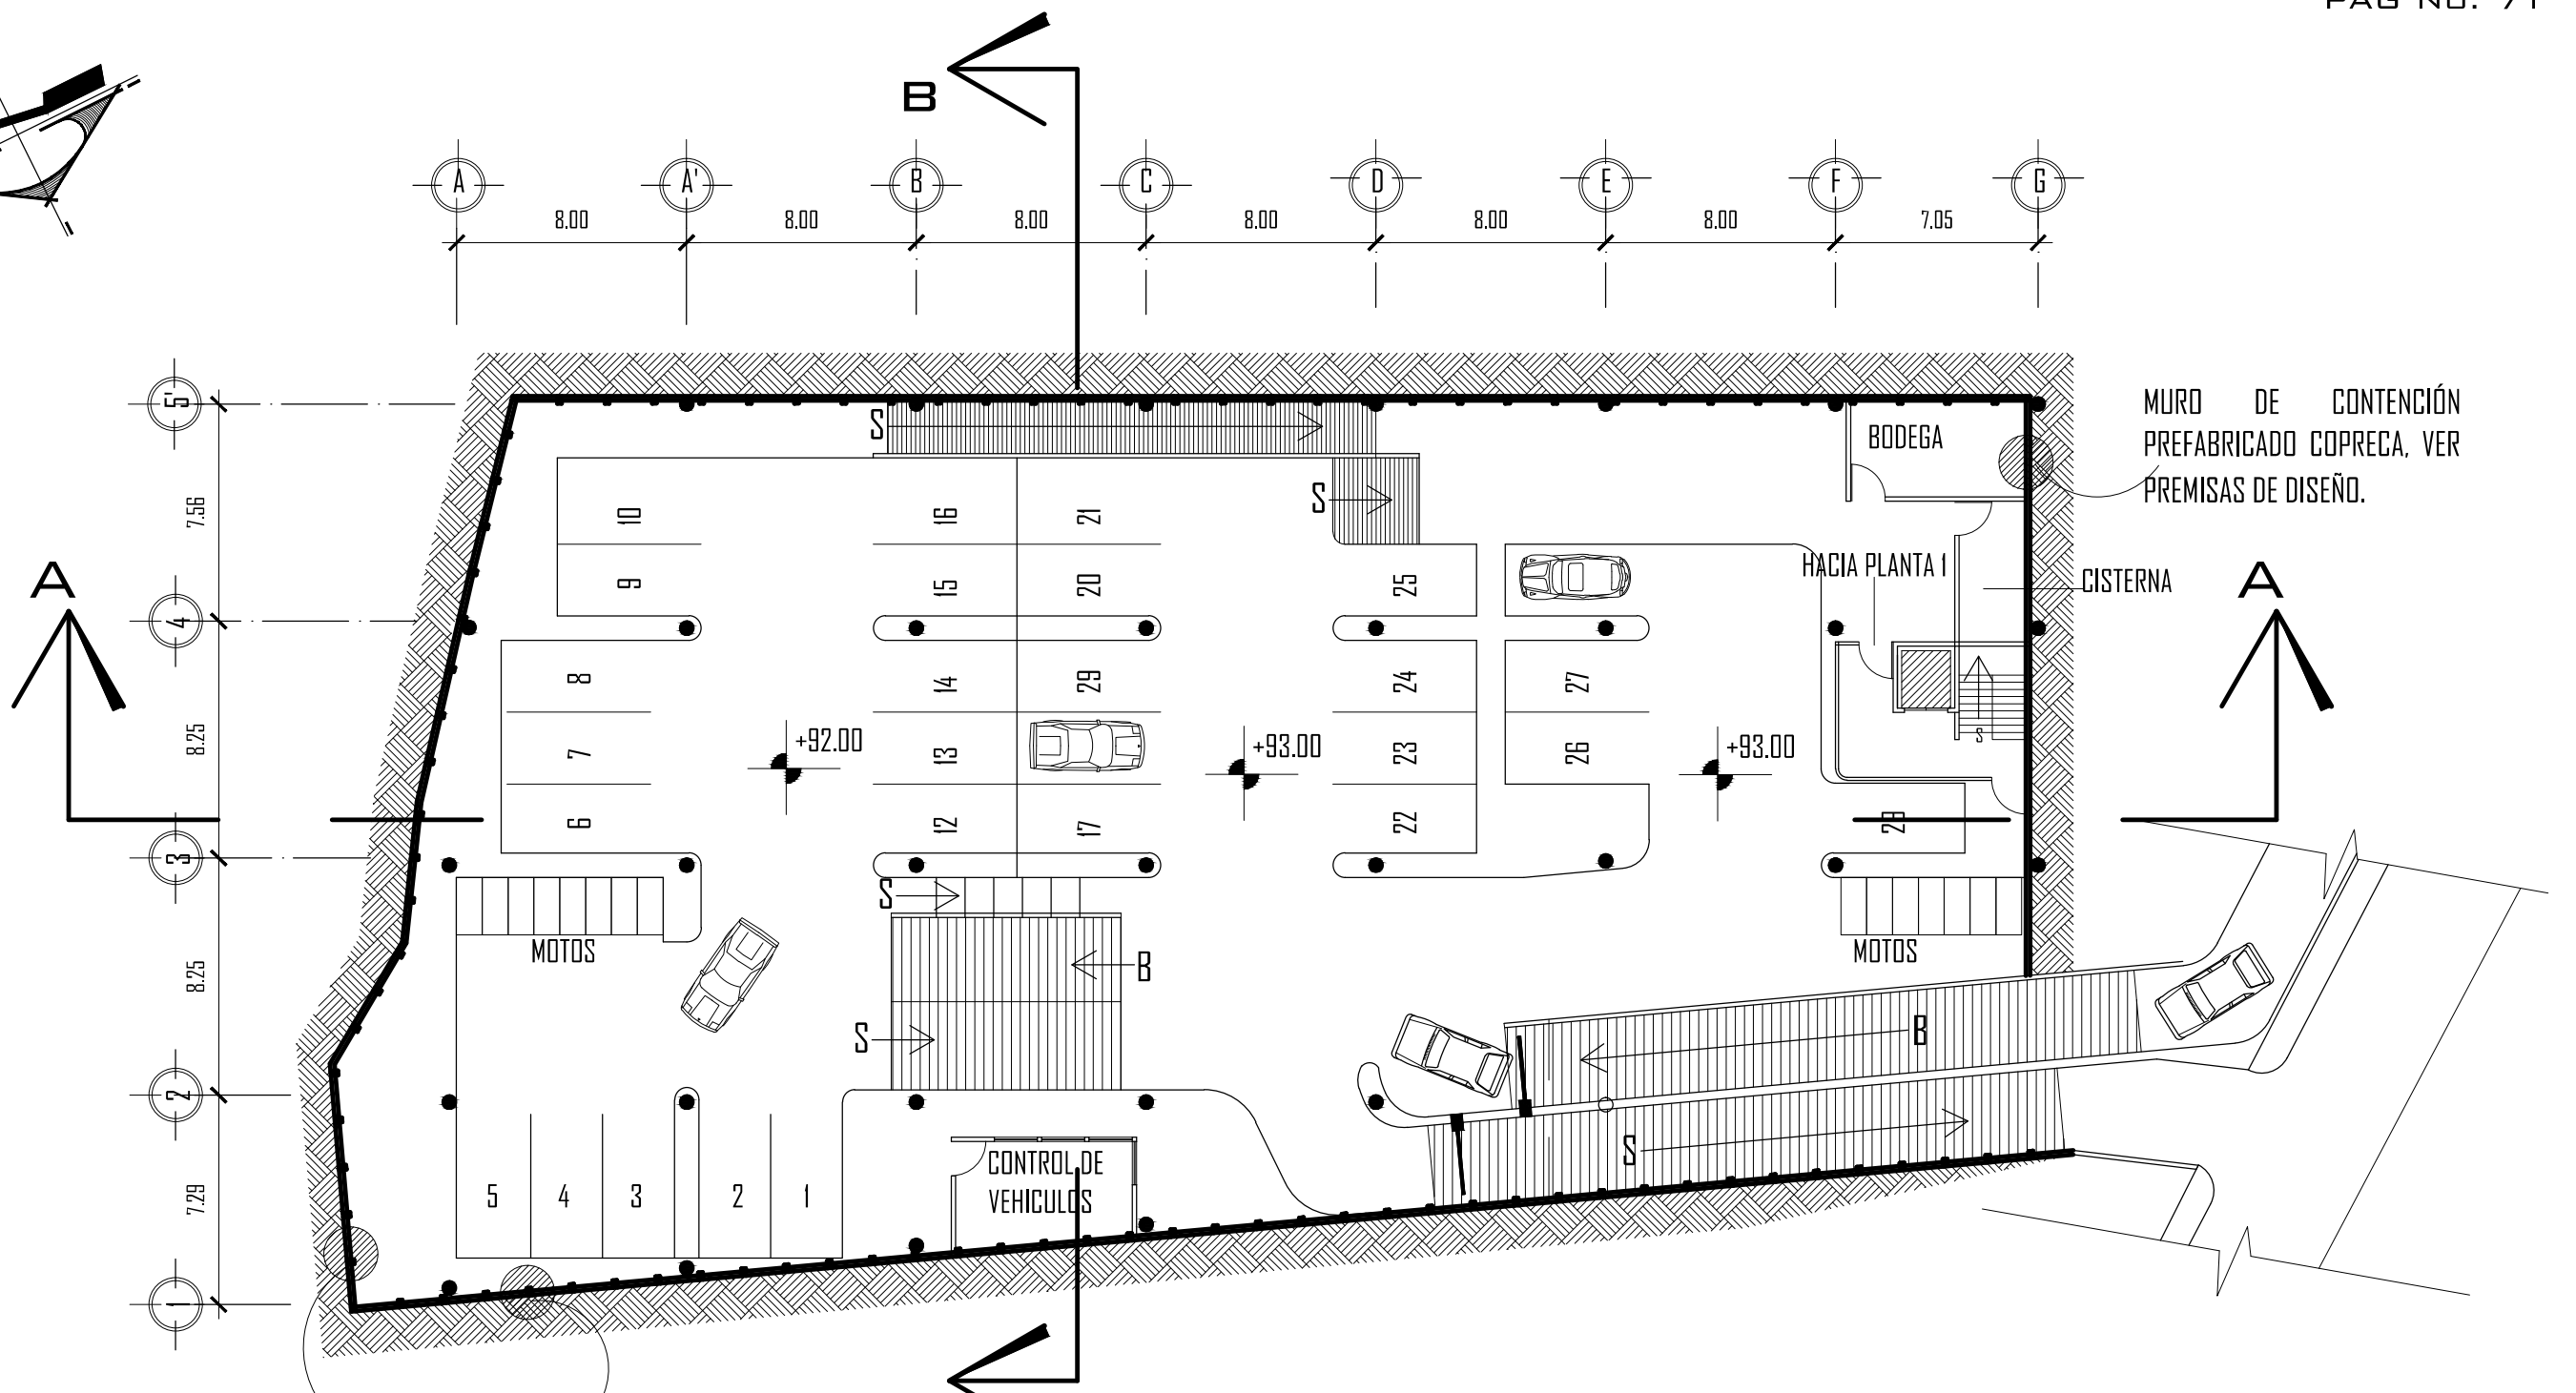 PAG No. 71
B
A
A'
B
C
D
E
F
G
8.00
8.00
8.00
8.00
8.00
8.00
7.05
5
4
3
2
1
7.56
8.25
8.25
7.29
A
A
MURO DE CONTENCIÓN
PREFABRICADO COPRECA, VER
PREMISAS DE DISEÑO.
S
BODEGA
S
10
16
21
9
15
20
25
HACIA PLANTA 1
CISTERNA
8
14
29
24
27
7
+92.00
13
+93.00
23
26
+93.00
S
6
12
17
22
28
S
MOTOS
MOTOS
B
S
B
S
CONTROL DE
VEHICULOS
5
4
3
2
1